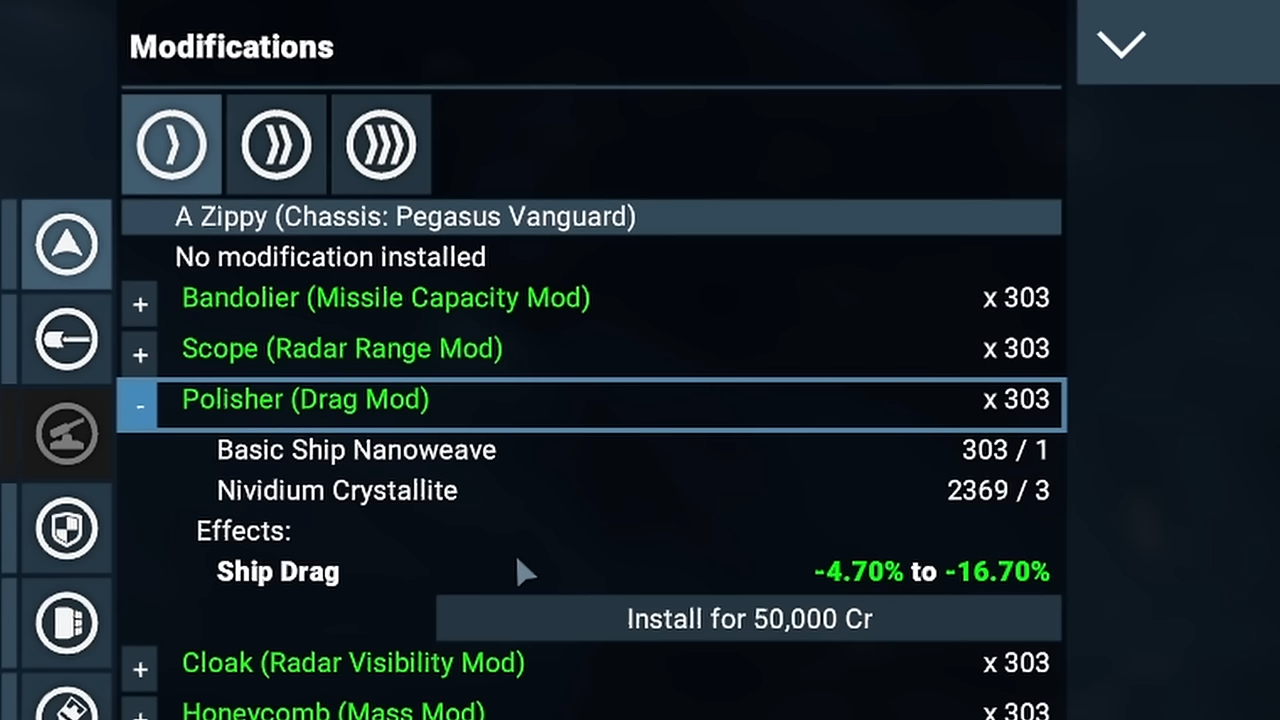 Modifications
A Zippy (Chassis: Pegasus Vanguard)
No modification installed
+ Bandolier (Missile Capacity Mod) x 303
+ Scope (Radar Range Mod) x 303
- Polisher (Drag Mod) x 303
Basic Ship Nanoweave 303 / 1
Nividium Crystallite 2369 / 3
Effects:
Ship Drag -4.70% to -16.70%
Install for 50,000 Cr
+ Cloak (Radar Visibility Mod) x 303
+ Honeycomb (Mass Mod) x 303